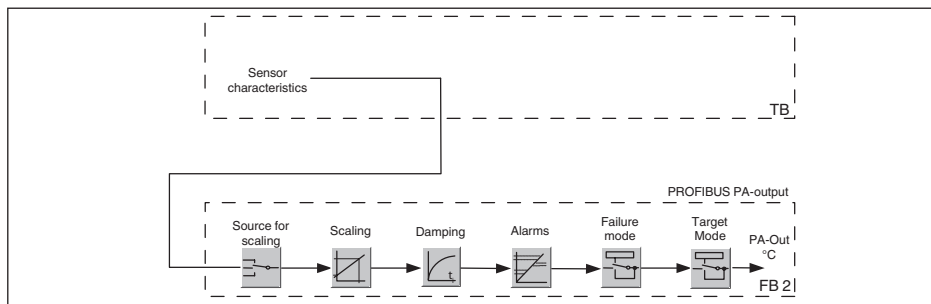 Sensor
characteristics
TB
PROFIBUS PA-output
Source for
scaling
Scaling
Damping
Alarms
Failure
mode
Target
Mode
PA-Out
°C
t
FB 2